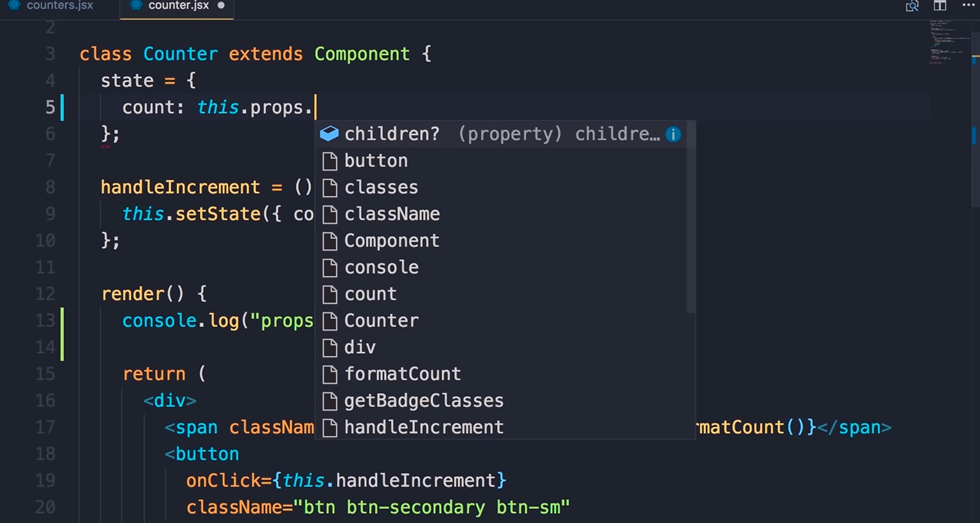 counters.jsx counter.jsx
2
3 class Counter extends Component {
4 state = {
5 count: this.props.
6 };
children? (property) childre...
7
button
8 handleIncrement = ()
classes
9 this.setState({ co
className
10 };
Component
11
console
12 render() {
count
13 console.log("props
Counter
14
div
15 return (
formatCount
16 <div>
getBadgeClasses
17 <span classNam
handleIncrement
rmatCount()}</span>
18 <button
19 onClick={this.handleIncrement}
20 className="btn btn-secondary btn-sm"